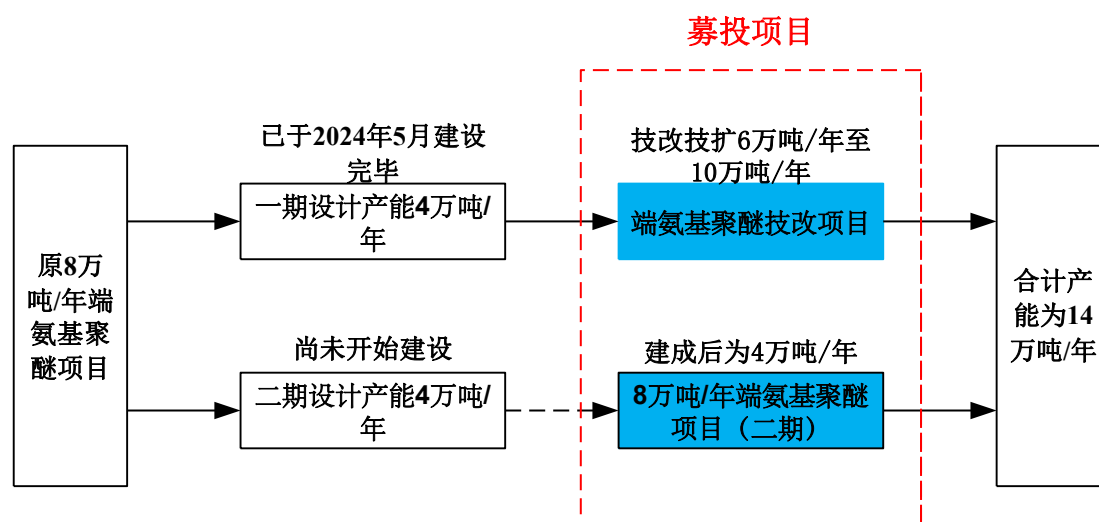 募投项目
原8万
吨/年端
氨基聚
醚项目
已于2024年5月建设
完毕
一期设计产能4万吨/
年
技改技扩6万吨/年至
10万吨/年
端氨基聚醚技改项目
尚未开始建设
二期设计产能4万吨/
年
建成后为4万吨/年
8万吨/年端氨基聚醚
项目（二期）
合计产
能为14
万吨/年